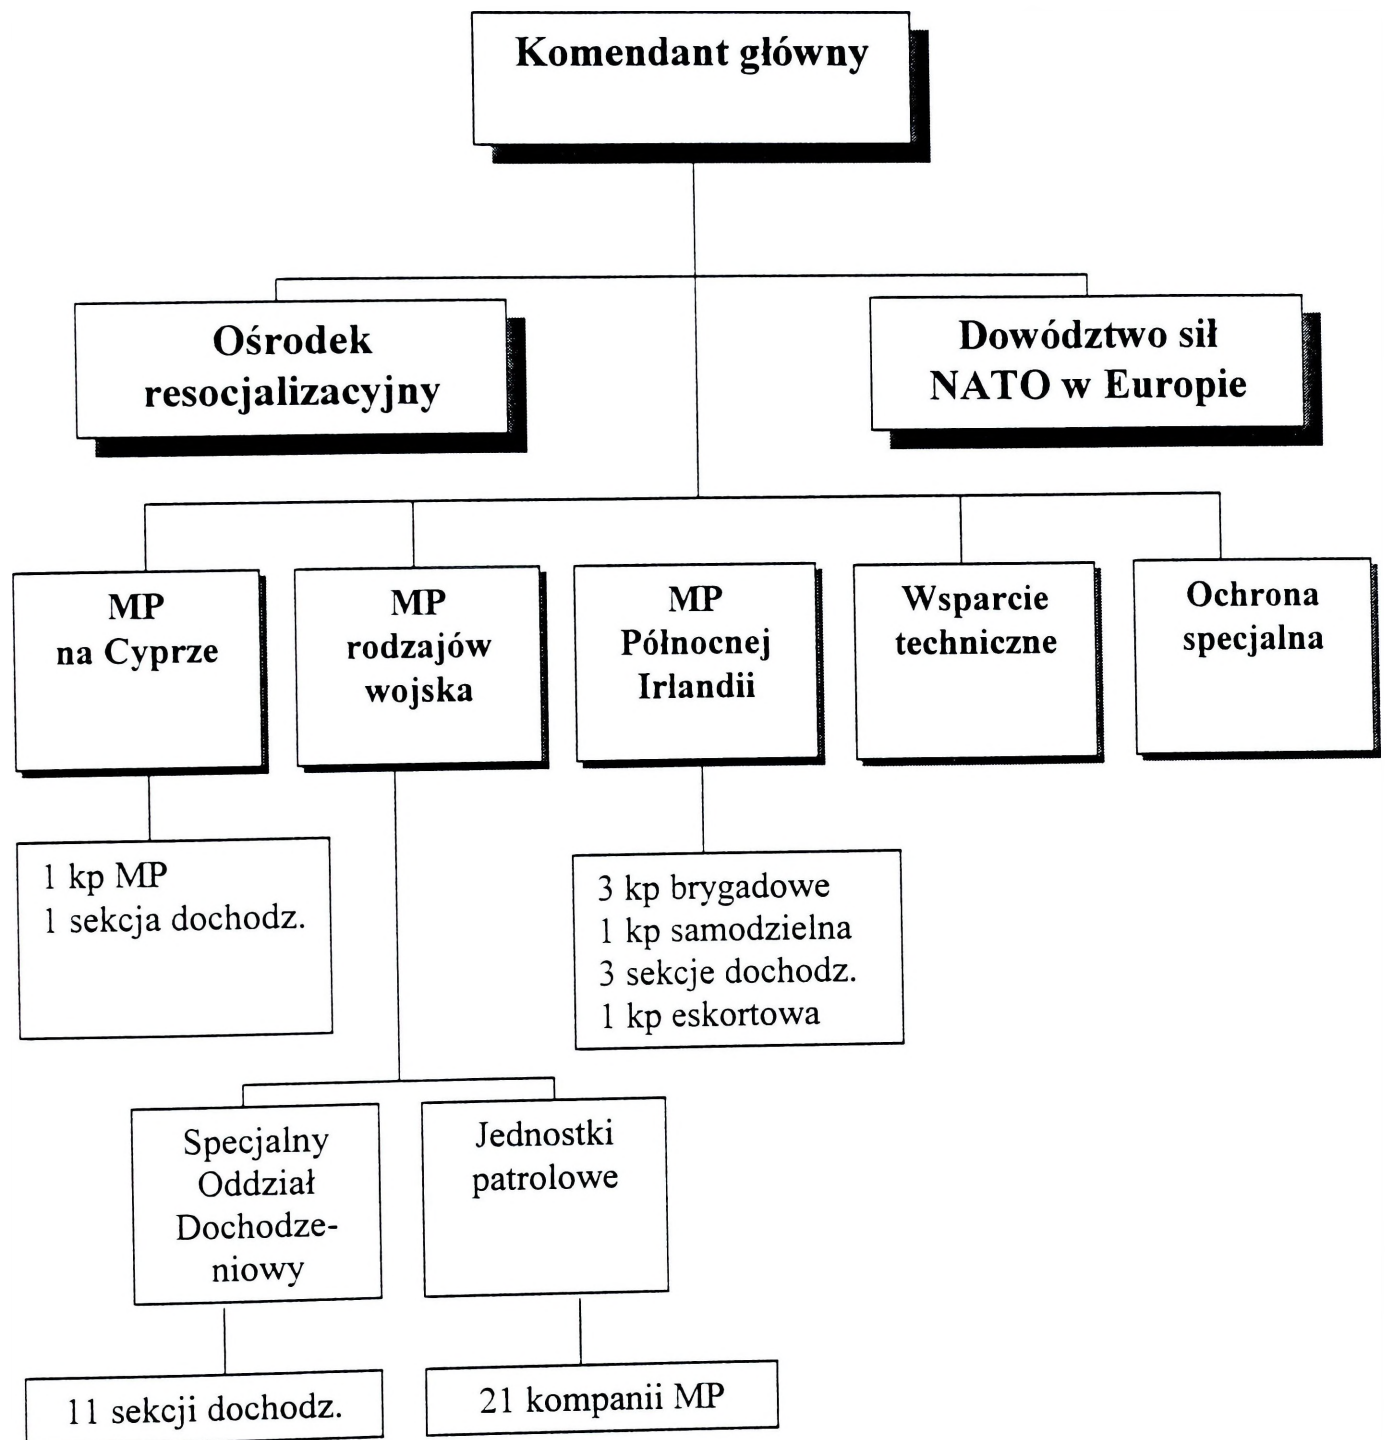 Komendant główny
Ośrodek
resocjalizacyjny
Dowództwo sił
NATO w Europie
MP
na Cyprze
MP
rodzajów
wojska
MP
Północnej
Irlandii
Wsparcie
techniczne
Ochrona
specjalna
1 kp MP
1 sekcja dochodz.
3 kp brygadowe
1 kp samodzielna
3 sekcje dochodz.
1 kp eskortowa
Specjalny
Oddział
Dochodze-
niowy
Jednostki
patrolowe
11 sekcji dochodz.
21 kompanii MP